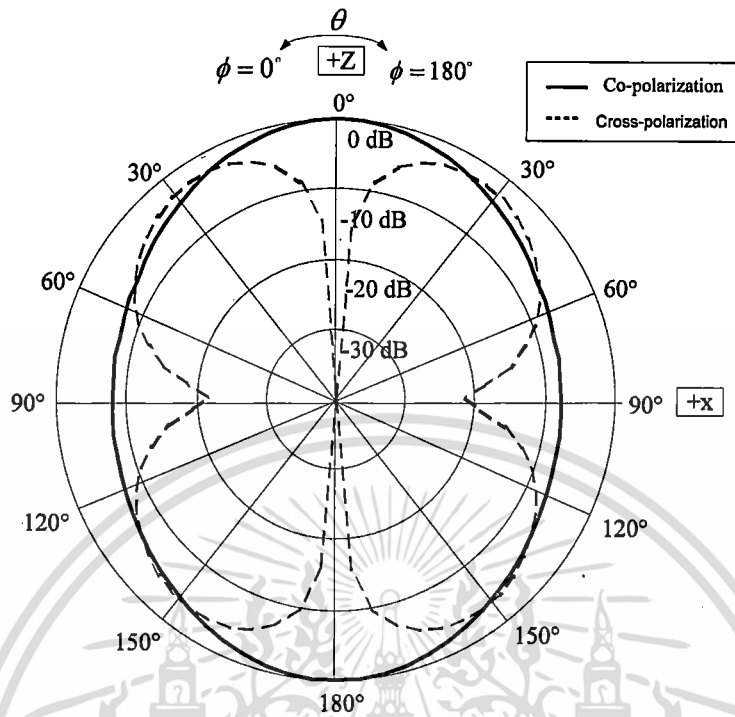 θ
ϕ = 0° +Z ϕ = 180°
Co-polarization
Cross-polarization
0°
0 dB
30° 30°
-10 dB
60° 60°
-20 dB
-30 dB
90° 90° +x
120° 120°
150° 150°
180°